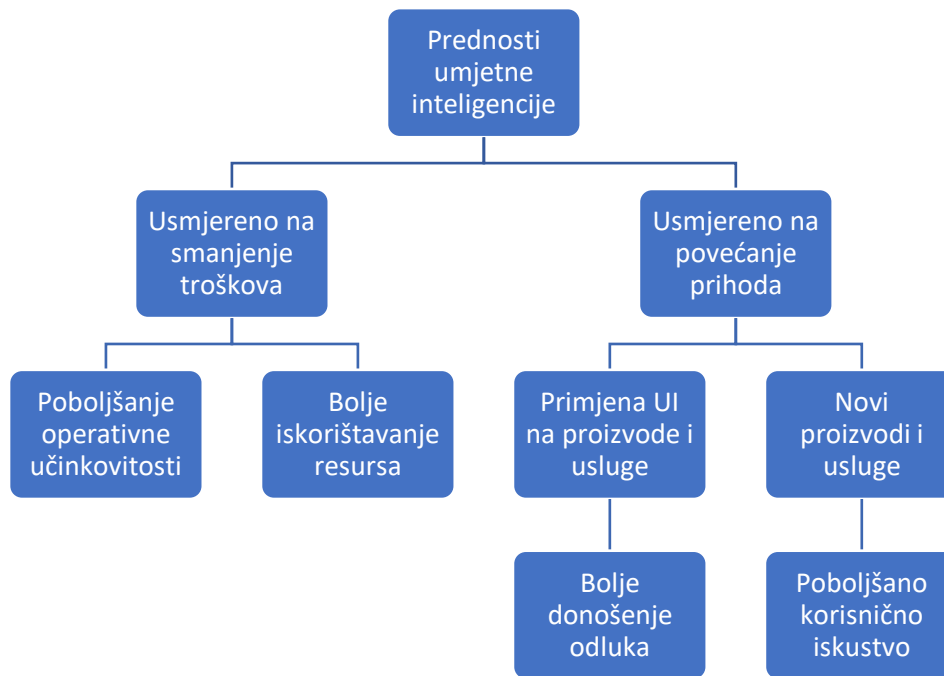 Prednosti
umjetne
inteligencije
Usmjereno na
smanjenje
troškova
Usmjereno na
povećanje
prihoda
Poboljšanje
operativne
učinkovitosti
Bolje
iskorištavanje
resursa
Primjena UI
na proizvode i
usluge
Novi
proizvodi i
usluge
Bolje
donošenje
odluka
Poboljšano
korisnično
iskustvo